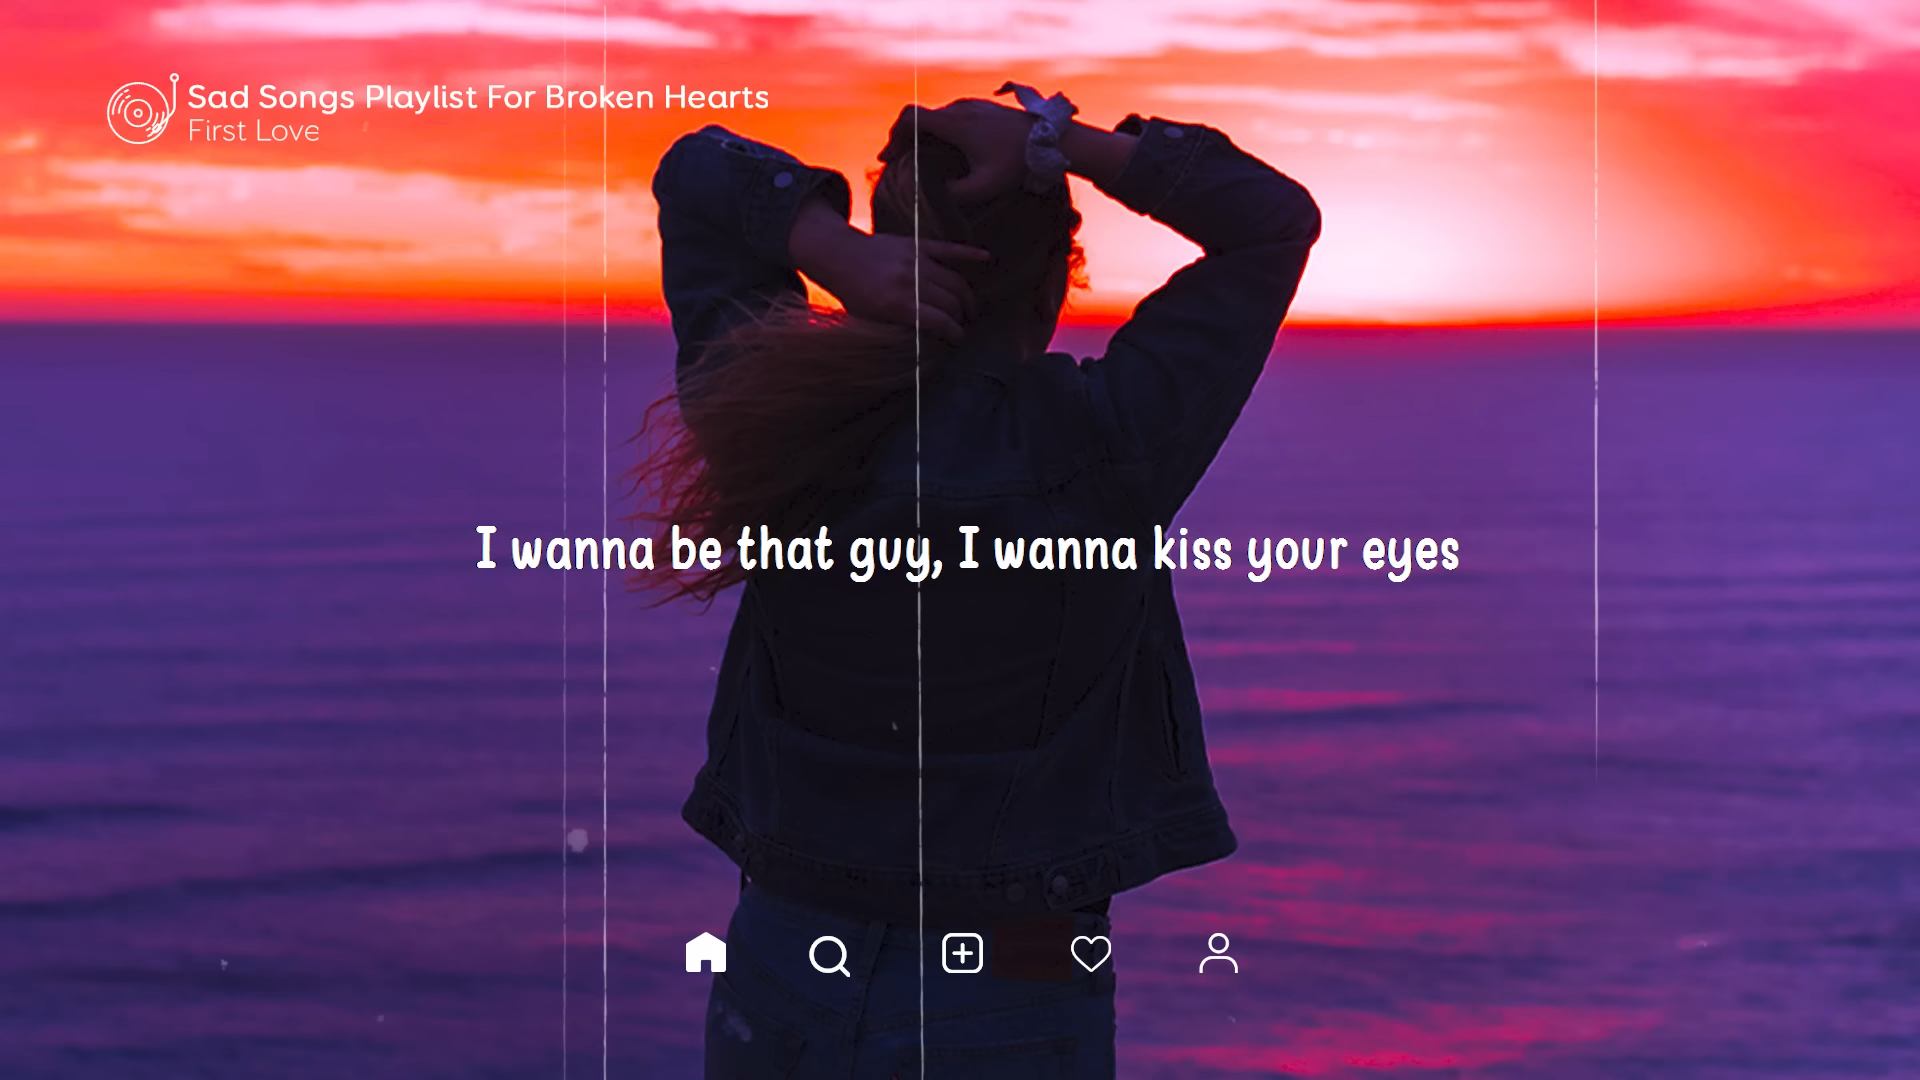 Sad Songs Playlist For Broken Hearts
First Love
I wanna be that guy, I wanna kiss your eyes